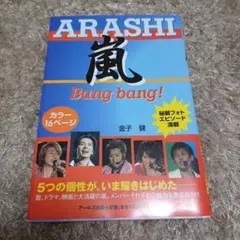 ARASHI
嵐
Bang bang!
カラー
16ページ
秘蔵フォト
エピソード
満載
金子 健
5つの個性が、いま輝きはじめた